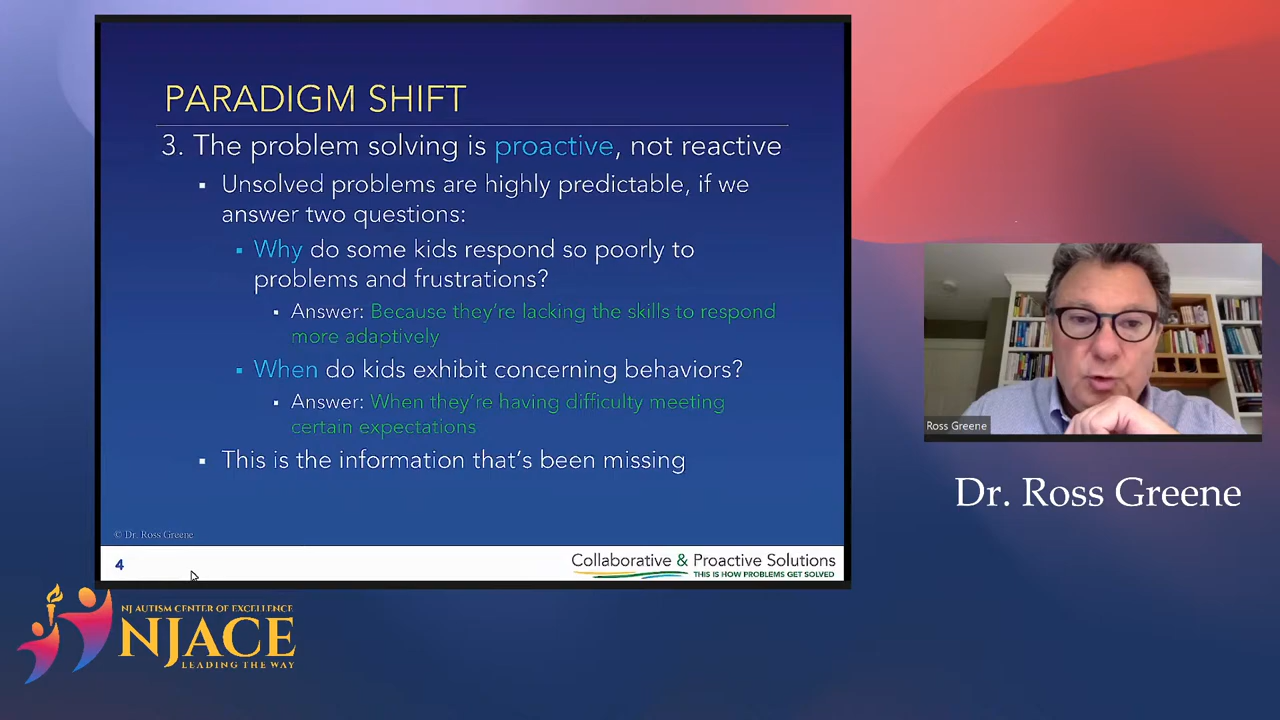 PARADIGM SHIFT
3. The problem solving is proactive, not reactive
▪ Unsolved problems are highly predictable, if we
answer two questions:
▪ Why do some kids respond so poorly to
problems and frustrations?
▪ Answer: Because they're lacking the skills to respond
more adaptively
▪ When do kids exhibit concerning behaviors?
▪ Answer: When they're having difficulty meeting
certain expectations
▪ This is the information that's been missing
© Dr. Ross Greene
4
Collaborative & Proactive Solutions
THIS IS HOW PROBLEMS GET SOLVED
Ross Greene
Dr. Ross Greene
NJ AUTISM CENTER OF EXCELLENCE
NJACE
LEADING THE WAY